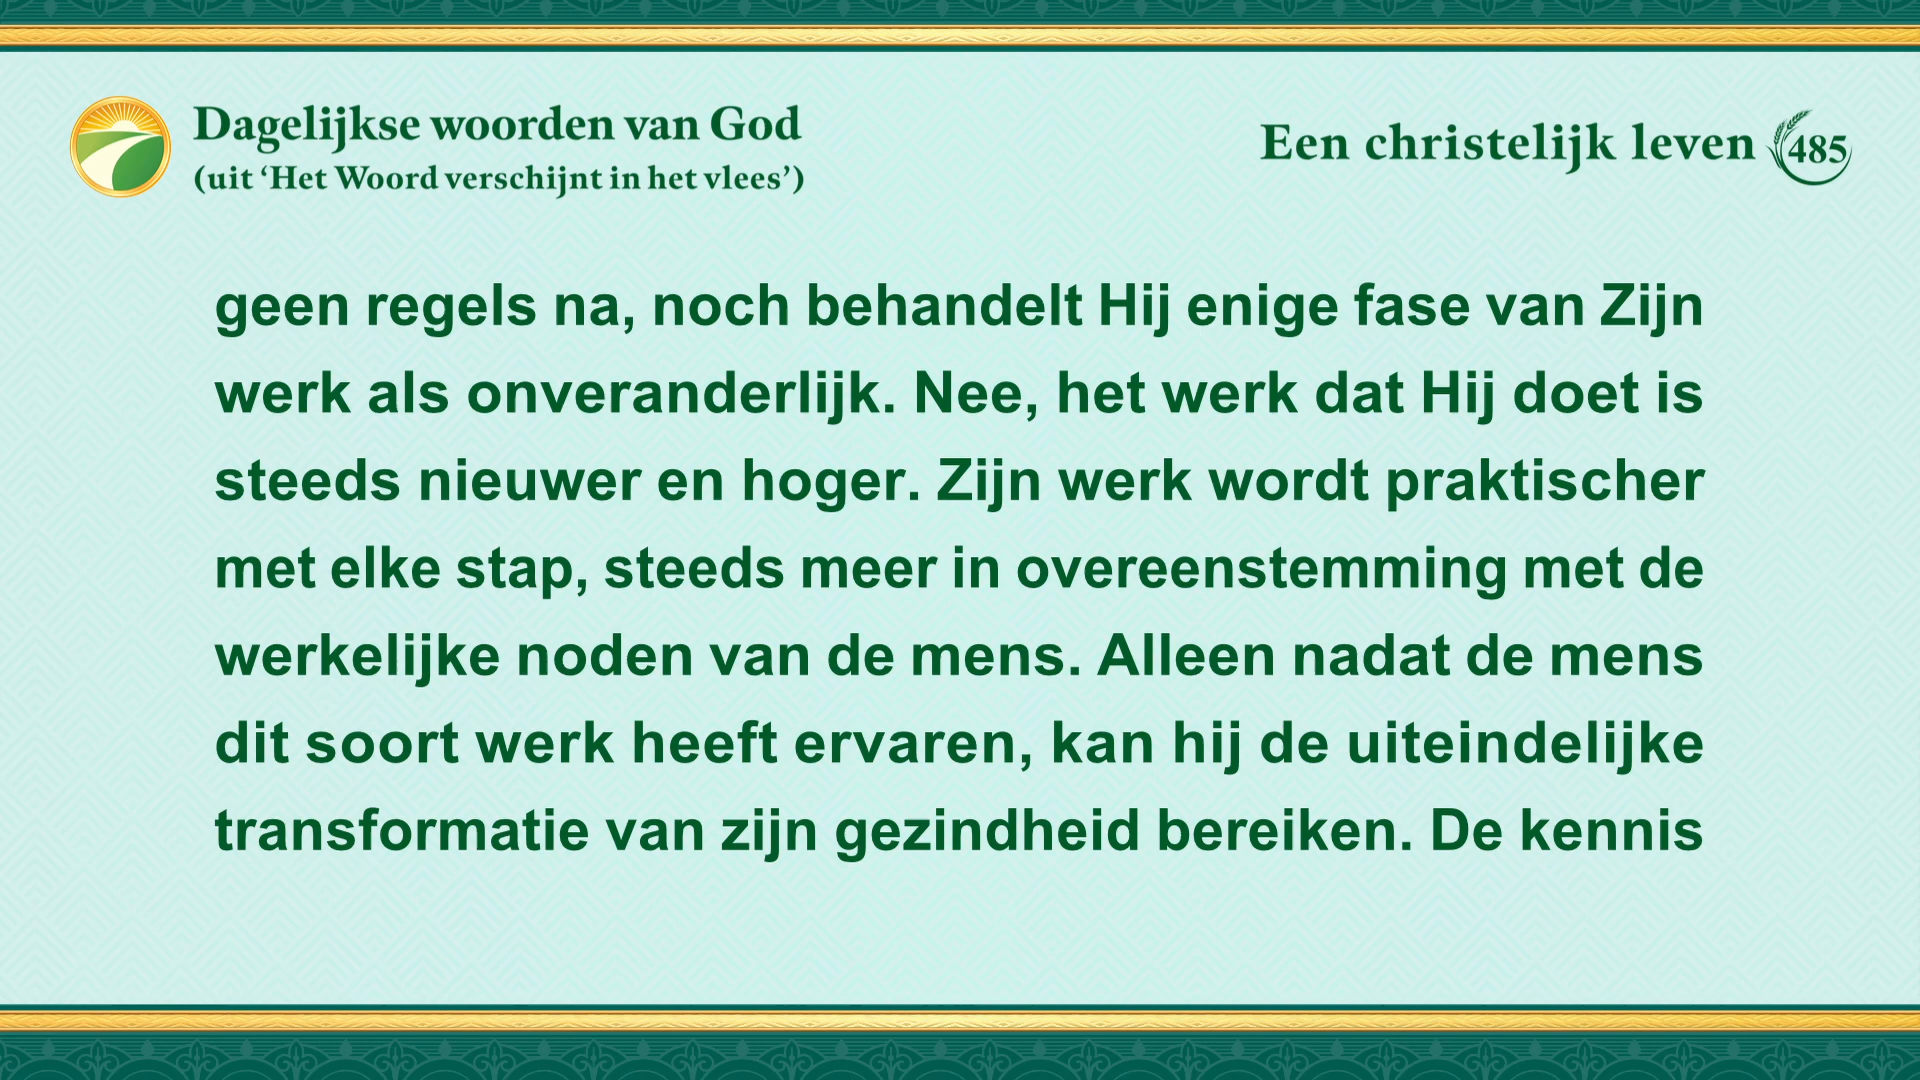 Dagelijkse woorden van God
(uit ‘Het Woord verschijnt in het vlees’)
Een christelijk leven 485
geen regels na, noch behandelt Hij enige fase van Zijn
werk als onveranderlijk. Nee, het werk dat Hij doet is
steeds nieuwer en hoger. Zijn werk wordt praktischer
met elke stap, steeds meer in overeenstemming met de
werkelijke noden van de mens. Alleen nadat de mens
dit soort werk heeft ervaren, kan hij de uiteindelijke
transformatie van zijn gezindheid bereiken. De kennis